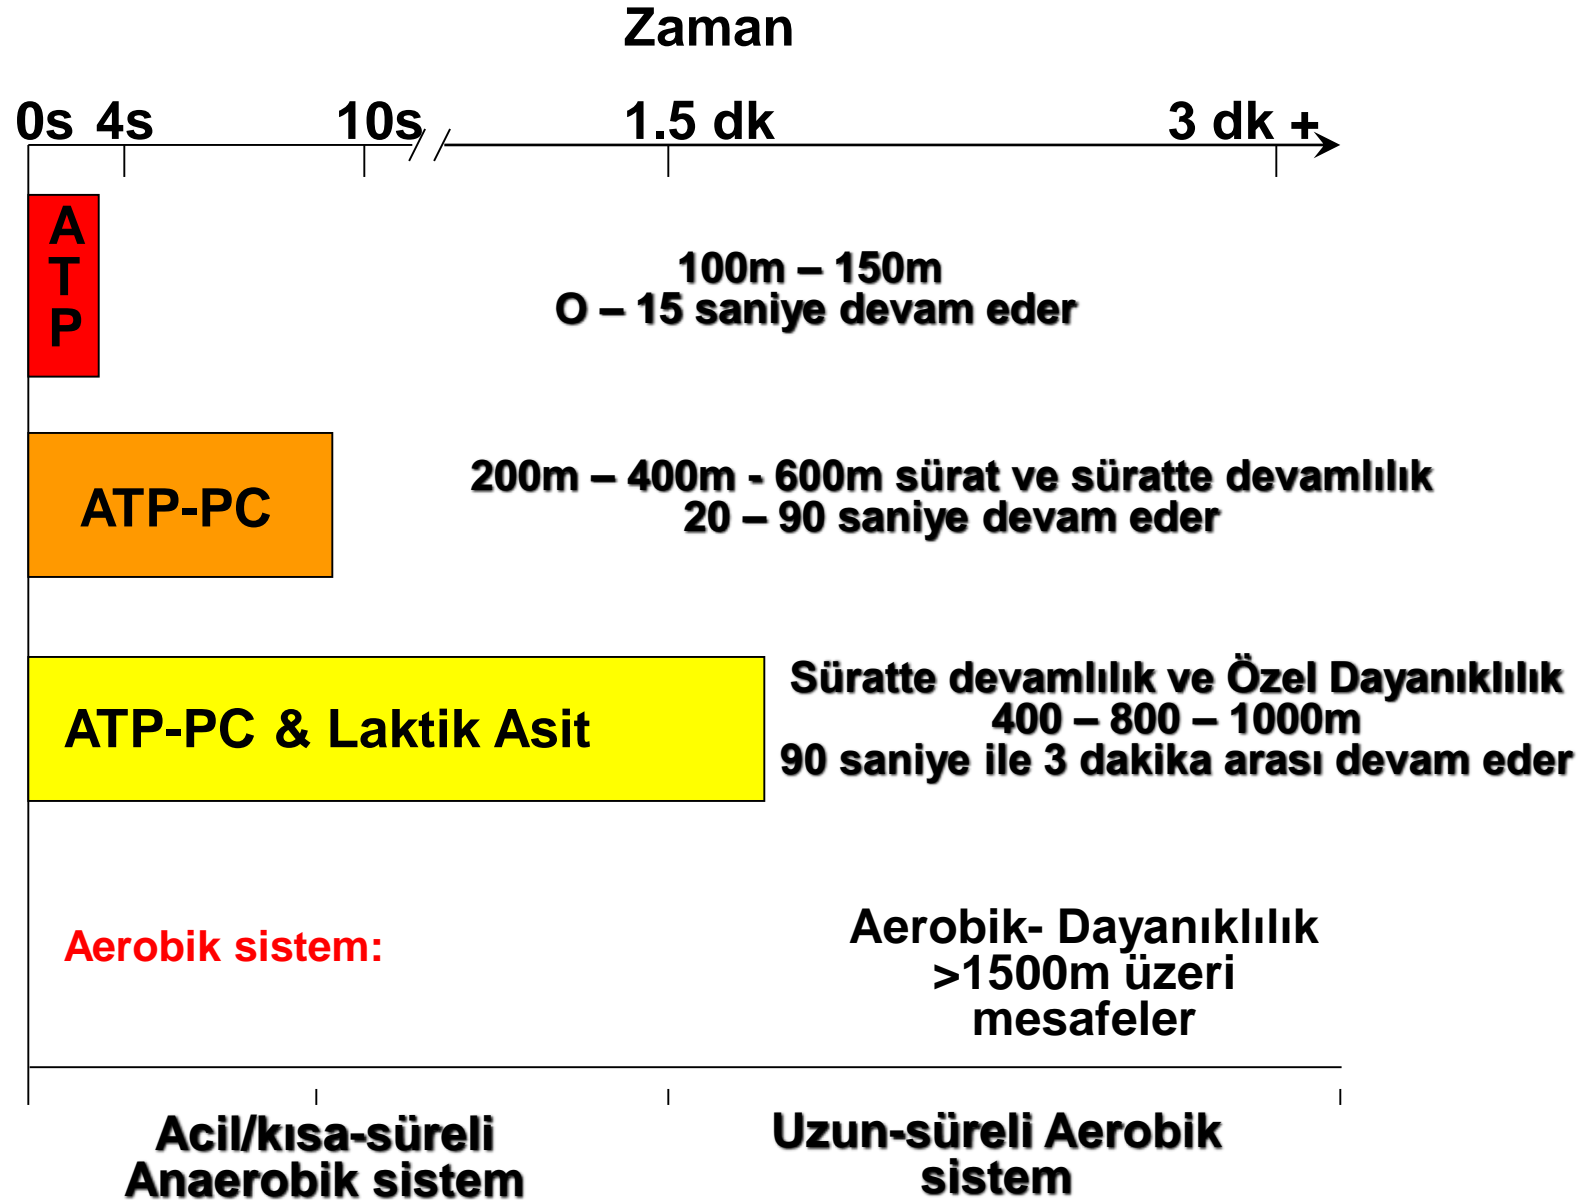 Zaman
0s 4s 10s 1.5 dk 3 dk +
A
T
P
100m – 150m
O – 15 saniye devam eder
ATP-PC
200m – 400m - 600m sürat ve süratte devamlılık
20 – 90 saniye devam eder
ATP-PC & Laktik Asit
Süratte devamlılık ve Özel Dayanıklılık
400 – 800 – 1000m
90 saniye ile 3 dakika arası devam eder
Aerobik sistem:
Aerobik- Dayanıklılık
>1500m üzeri
mesafeler
Acil/kısa-süreli
Anaerobik sistem
Uzun-süreli Aerobik
sistem